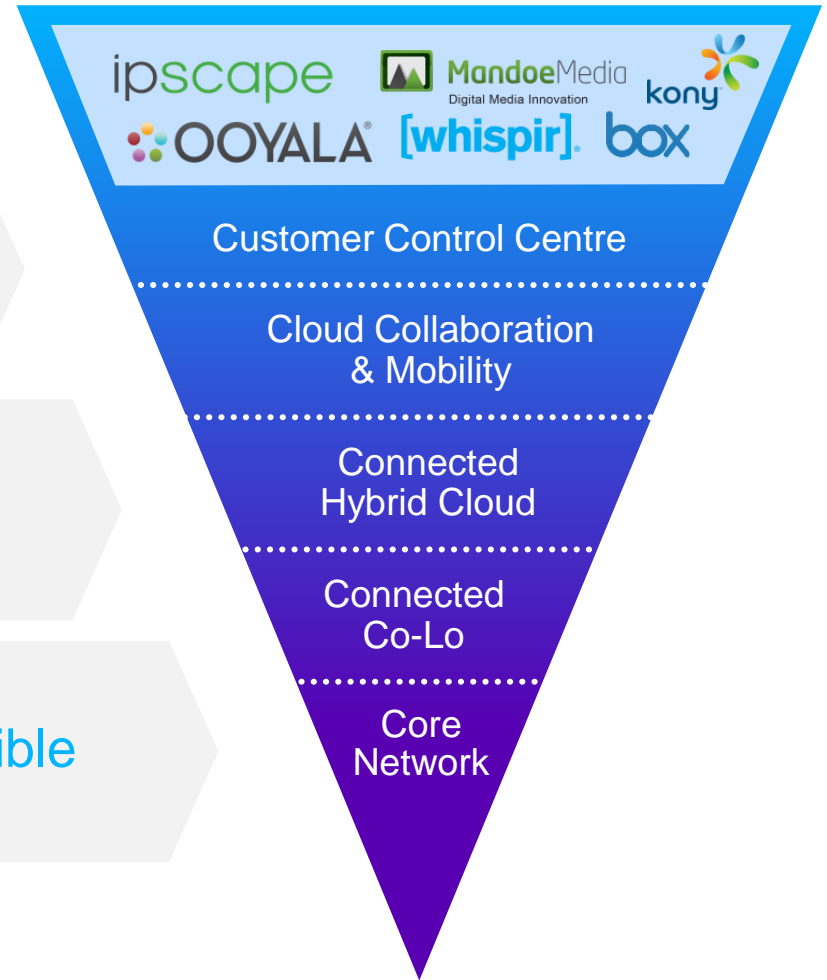 ipscape
MandoeMedia
Digital Media Innovation
kony
OOYALA®
[whispir].
box
Customer Control Centre
Cloud Collaboration
& Mobility
Connected
Hybrid Cloud
Connected
Co-Lo
ible
Core
Network